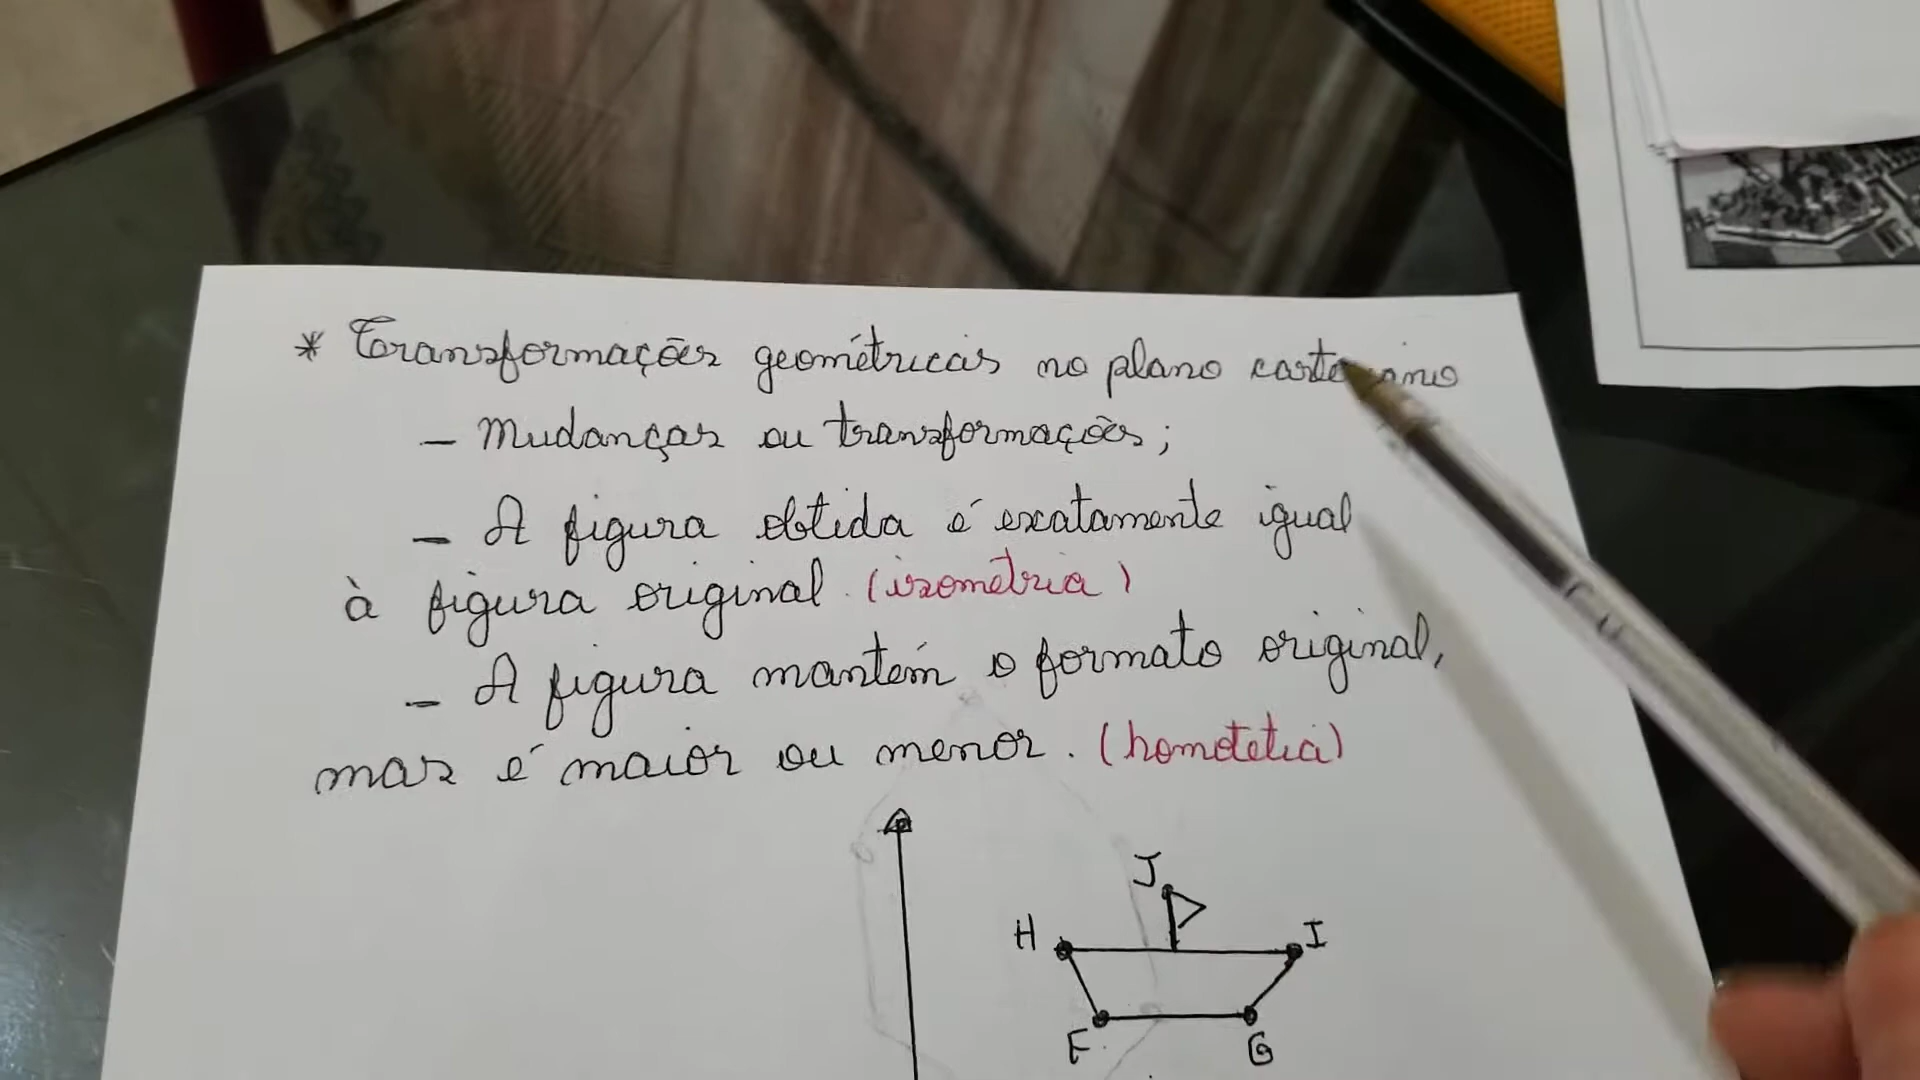 * Transformações geométricas no plano cartesiano
- Mudanças ou transformações;
- A figura obtida é exatamente igual
à figura original. (isometria)
- A figura mantém o formato original,
mas é maior ou menor. (homotetia)
J
H I
F G